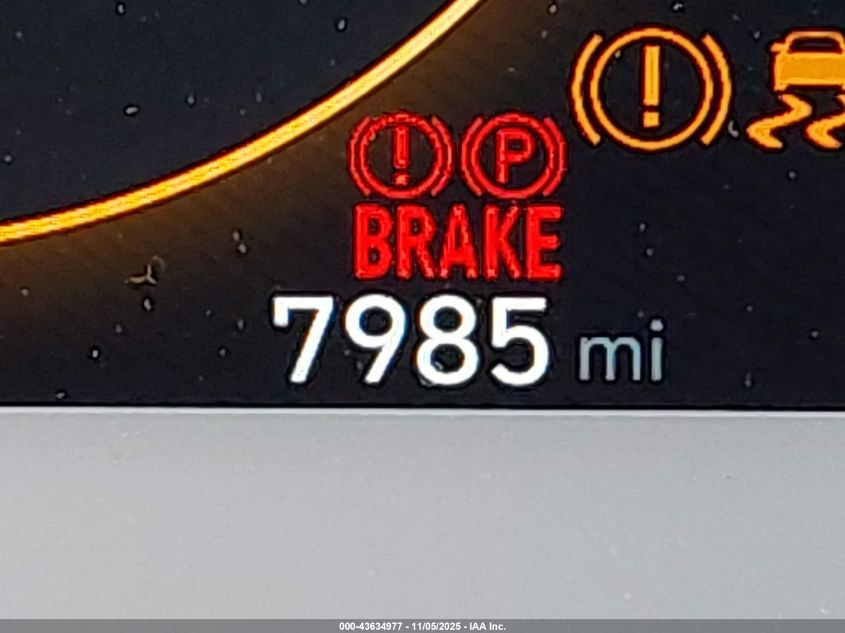 ! P
!
BRAKE
7985 mi
000-43634977 - 11/05/2025 - IAA Inc.